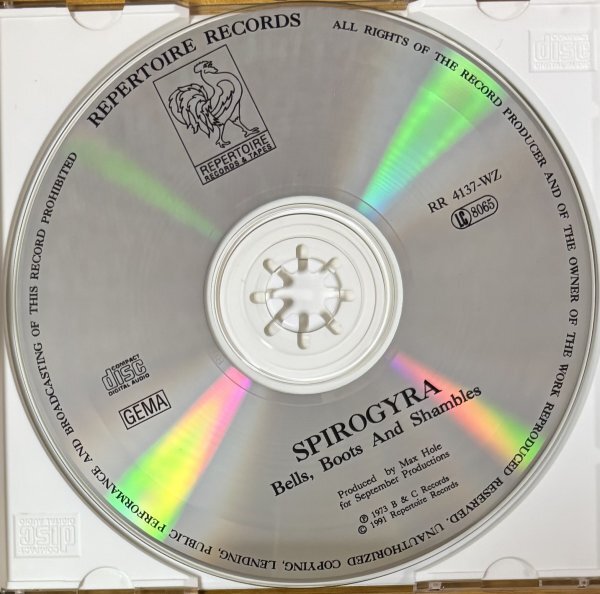 REPERTOIRE RECORDS
ALL RIGHTS OF THE RECORD PRODUCER AND OF THE OWNER OF THE WORK REPRODUCED RESERVED. UNAUTHORIZED COPYING, LENDING, PUBLIC PERFORMANCE AND BROADCASTING OF THIS RECORD PROHIBITED
REPERTOIRE
RECORDS & TAPES
RR 4137-WZ
LC 8065
COMPACT
disc
DIGITAL AUDIO
GEMA
SPIROGYRA
Bells, Boots And Shambles
Produced by Max Hole
for September Productions
℗ 1973 B & C Records
© 1991 Repertoire Records
disc
DIGITAL AUDIO
COMPACT
disc
DIGITAL AUDIO